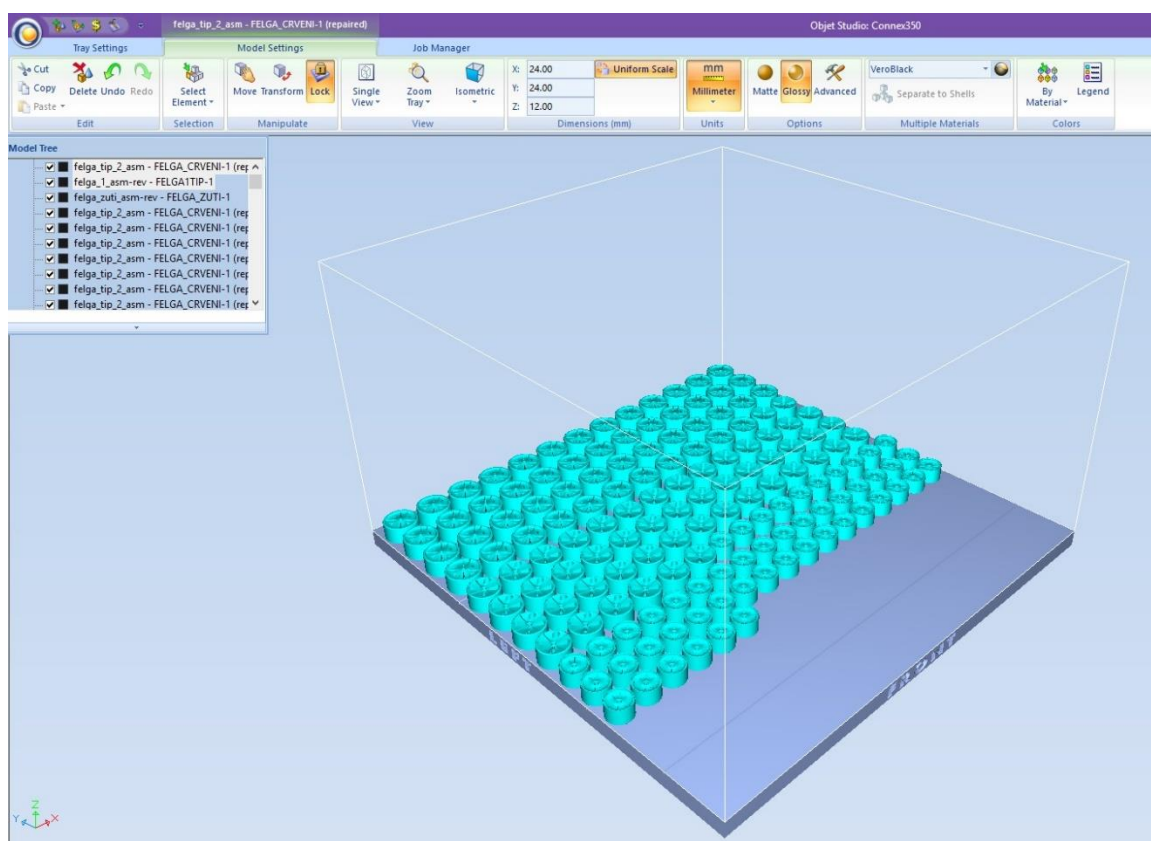 felga_tip_2_asm - FELGA_CRVENI-1 (repaired)
Objet Studio: Connex350
Tray Settings
Model Settings
Job Manager
Cut
Copy
Paste
Delete Undo Redo
Edit
Select Element
Selection
Move Transform Lock
Manipulate
Single View
Zoom Tray
Isometric
View
X: 24.00
Y: 24.00
Z: 12.00
Uniform Scale
Dimensions (mm)
mm
Millimeter
Units
Matte Glossy Advanced
Options
VeroBlack
Separate to Shells
Multiple Materials
By Material
Legend
Colors
Model Tree
felga_tip_2_asm - FELGA_CRVENI-1 (rep
felga_1_asm-rev - FELGA1TIP-1
felga_zuti_asm-rev - FELGA_ZUTI-1
felga_tip_2_asm - FELGA_CRVENI-1 (rep
felga_tip_2_asm - FELGA_CRVENI-1 (rep
felga_tip_2_asm - FELGA_CRVENI-1 (rep
felga_tip_2_asm - FELGA_CRVENI-1 (rep
felga_tip_2_asm - FELGA_CRVENI-1 (rep
felga_tip_2_asm - FELGA_CRVENI-1 (rep
felga_tip_2_asm - FELGA_CRVENI-1 (rep
LEFT
FRONT
Z
Y
X